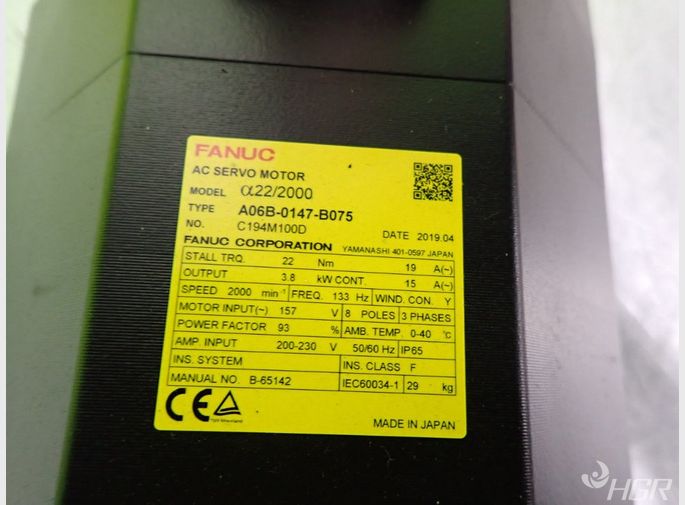 FANUC
AC SERVO MOTOR
MODEL α22/2000
TYPE A06B-0147-B075
NO. C194M100D DATE 2019.04
FANUC CORPORATION YAMANASHI 401-0597 JAPAN
STALL TRQ. 22 Nm 19 A(~)
OUTPUT 3.8 kW CONT. 15 A(~)
SPEED 2000 min⁻¹ FREQ. 133 Hz WIND. CON. Y
MOTOR INPUT(~) 157 V 8 POLES 3 PHASES
POWER FACTOR 93 % AMB. TEMP. 0-40 ℃
AMP. INPUT 200-230 V 50/60 Hz IP65
INS. SYSTEM INS. CLASS F
MANUAL NO. B-65142 IEC60034-1 29 kg
CE
MADE IN JAPAN
HGR